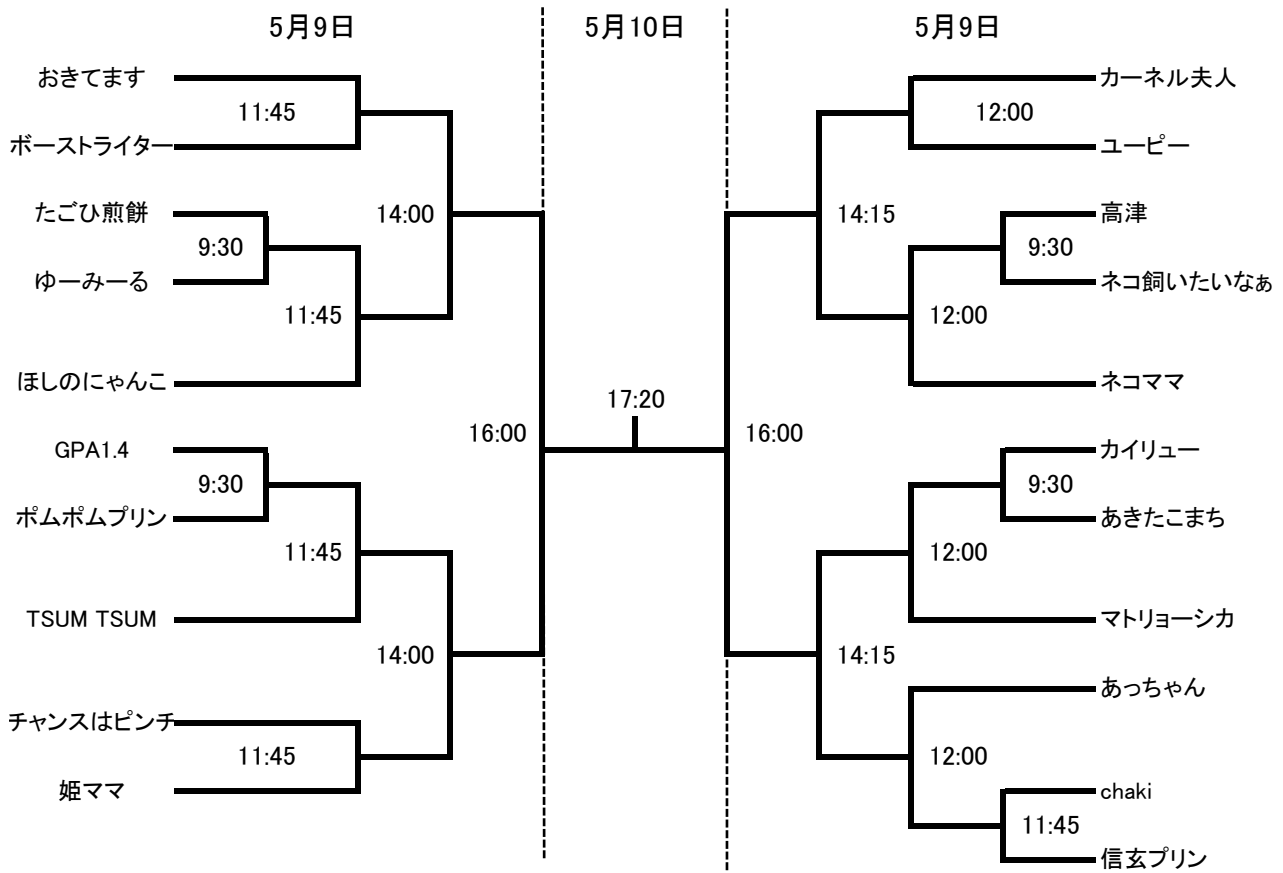 5月9日
5月10日
5月9日
おきてます
11:45
ボーストライター
たごひ煎餅
9:30
ゆーみーる
11:45
ほしのにゃんこ
14:00
GPA1.4
9:30
ポムポムプリン
11:45
TSUM TSUM
14:00
チャンスはピンチ
11:45
姫ママ
16:00
17:20
16:00
カーネル夫人
12:00
ユーピー
14:15
高津
9:30
ネコ飼いたいなぁ
12:00
ネコママ
カイリュー
9:30
あきたこまち
12:00
マトリョーシカ
14:15
あっちゃん
12:00
chaki
11:45
信玄プリン